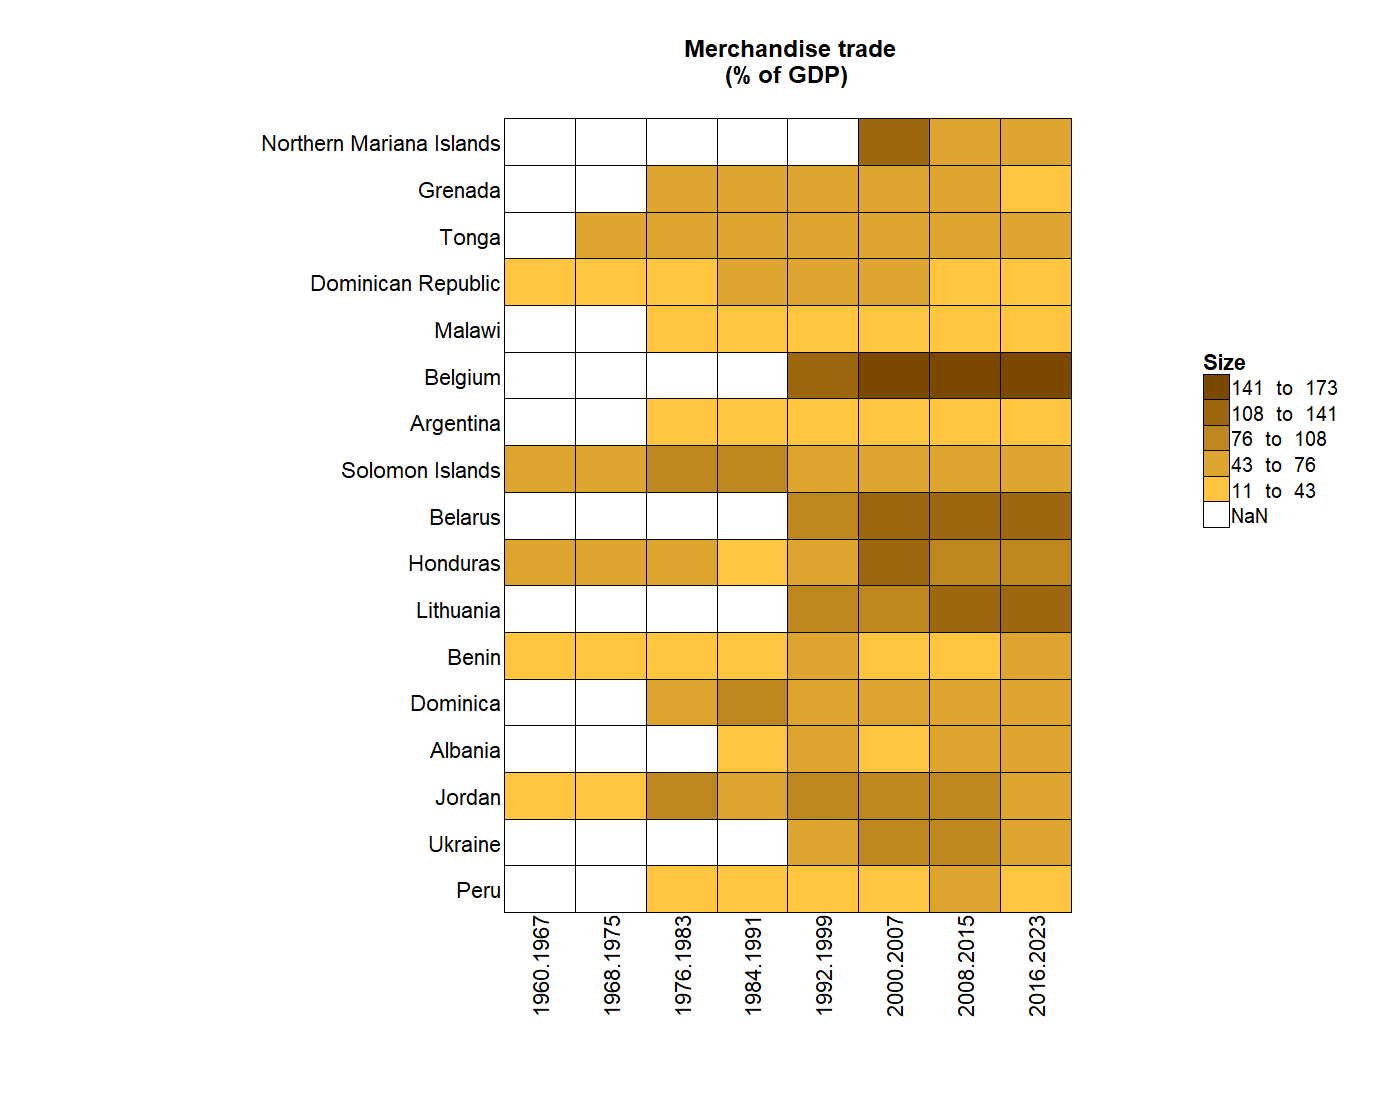 Merchandise trade
(% of GDP)
Northern Mariana Islands
Grenada
Tonga
Dominican Republic
Malawi
Belgium
Argentina
Solomon Islands
Belarus
Honduras
Lithuania
Benin
Dominica
Albania
Jordan
Ukraine
Peru
1960.1967
1968.1975
1976.1983
1984.1991
1992.1999
2000.2007
2008.2015
2016.2023
Size
141 to 173
108 to 141
76 to 108
43 to 76
11 to 43
NaN